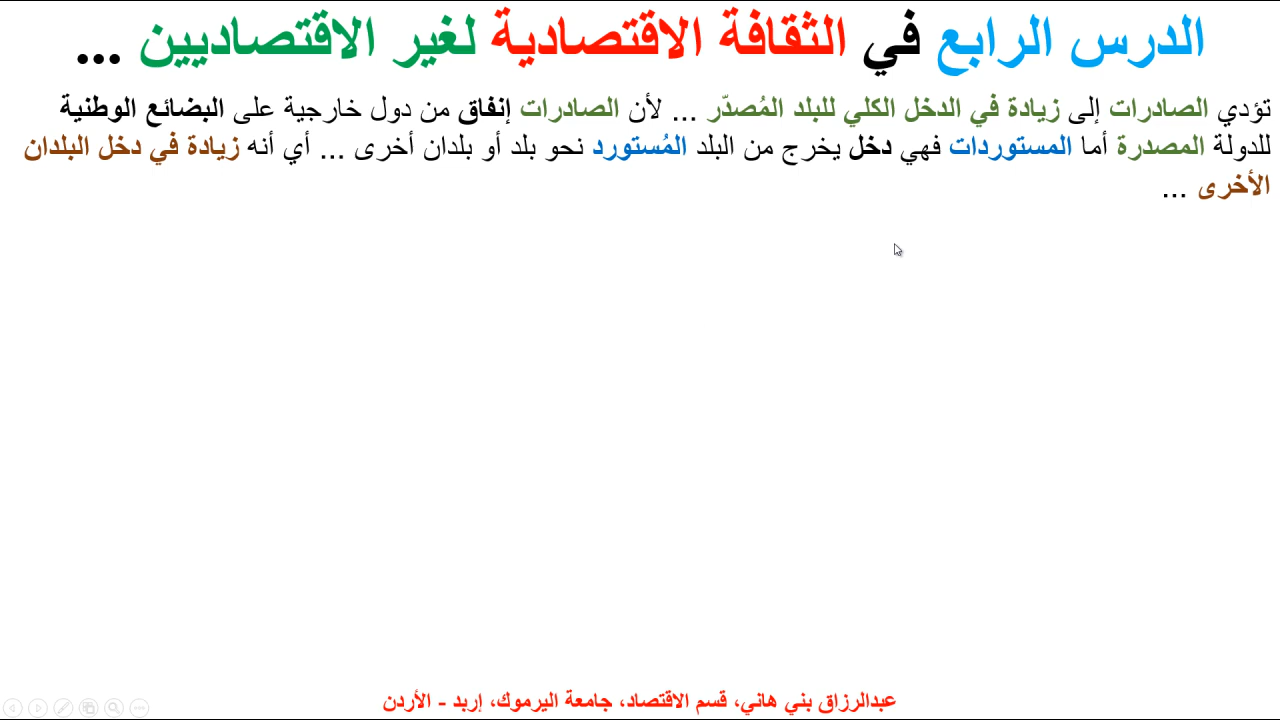 الدرس الرابع في الثقافة الاقتصادية لغير الاقتصاديين ...
تؤدي الصادرات إلى زيادة في الدخل الكلي للبلد المُصدّر ... لأن الصادرات إنفاق من دول خارجية على البضائع الوطنية
للدولة المصدرة أما المستوردات فهي دخل يخرج من البلد المُستورد نحو بلد أو بلدان أخرى ... أي أنه زيادة في دخل البلدان
الأخرى ...
عبدالرزاق بني هاني، قسم الاقتصاد، جامعة اليرموك، إربد - الأردن